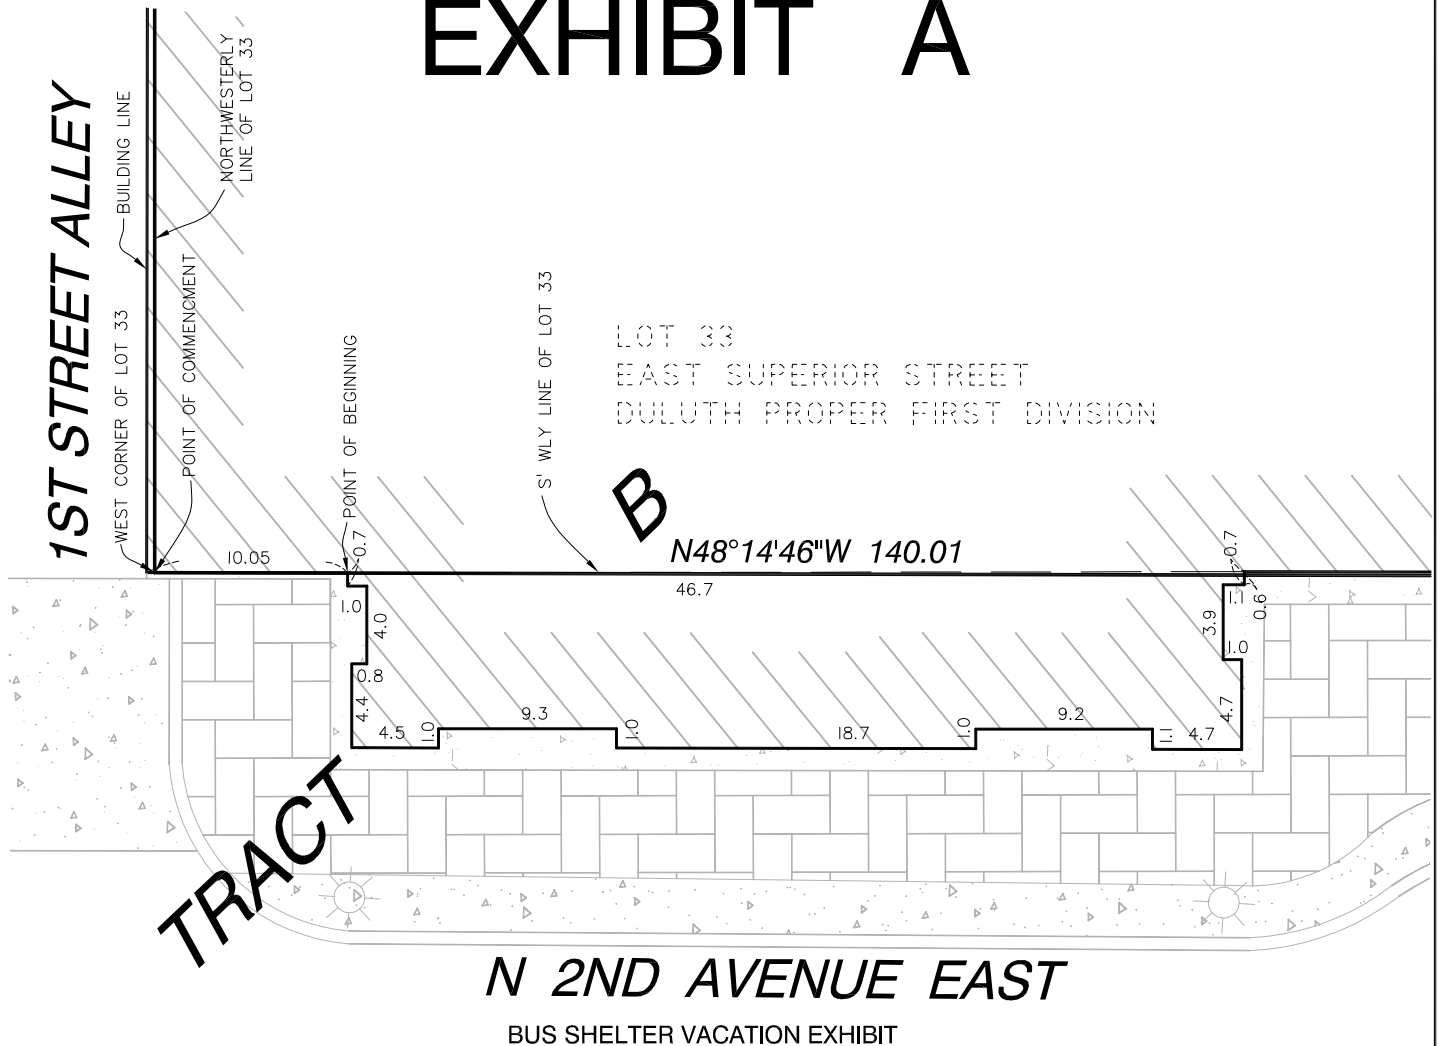 EXHIBIT A
1ST STREET ALLEY
BUILDING LINE
NORTHWESTERLY
LINE OF LOT 33
WEST CORNER OF LOT 33
POINT OF COMMENCMENT
POINT OF BEGINNING
S' WLY LINE OF LOT 33
LOT 33
EAST SUPERIOR STREET
DULUTH PROPER FIRST DIVISION
TRACT B
N48°14'46"W 140.01
10.05
0.7
46.7
0.7
1.0
4.0
0.8
4.4
4.5
1.0
9.3
1.0
18.7
1.0
9.2
1.1
4.7
4.7
1.0
3.9
1.1
0.6
N 2ND AVENUE EAST
BUS SHELTER VACATION EXHIBIT